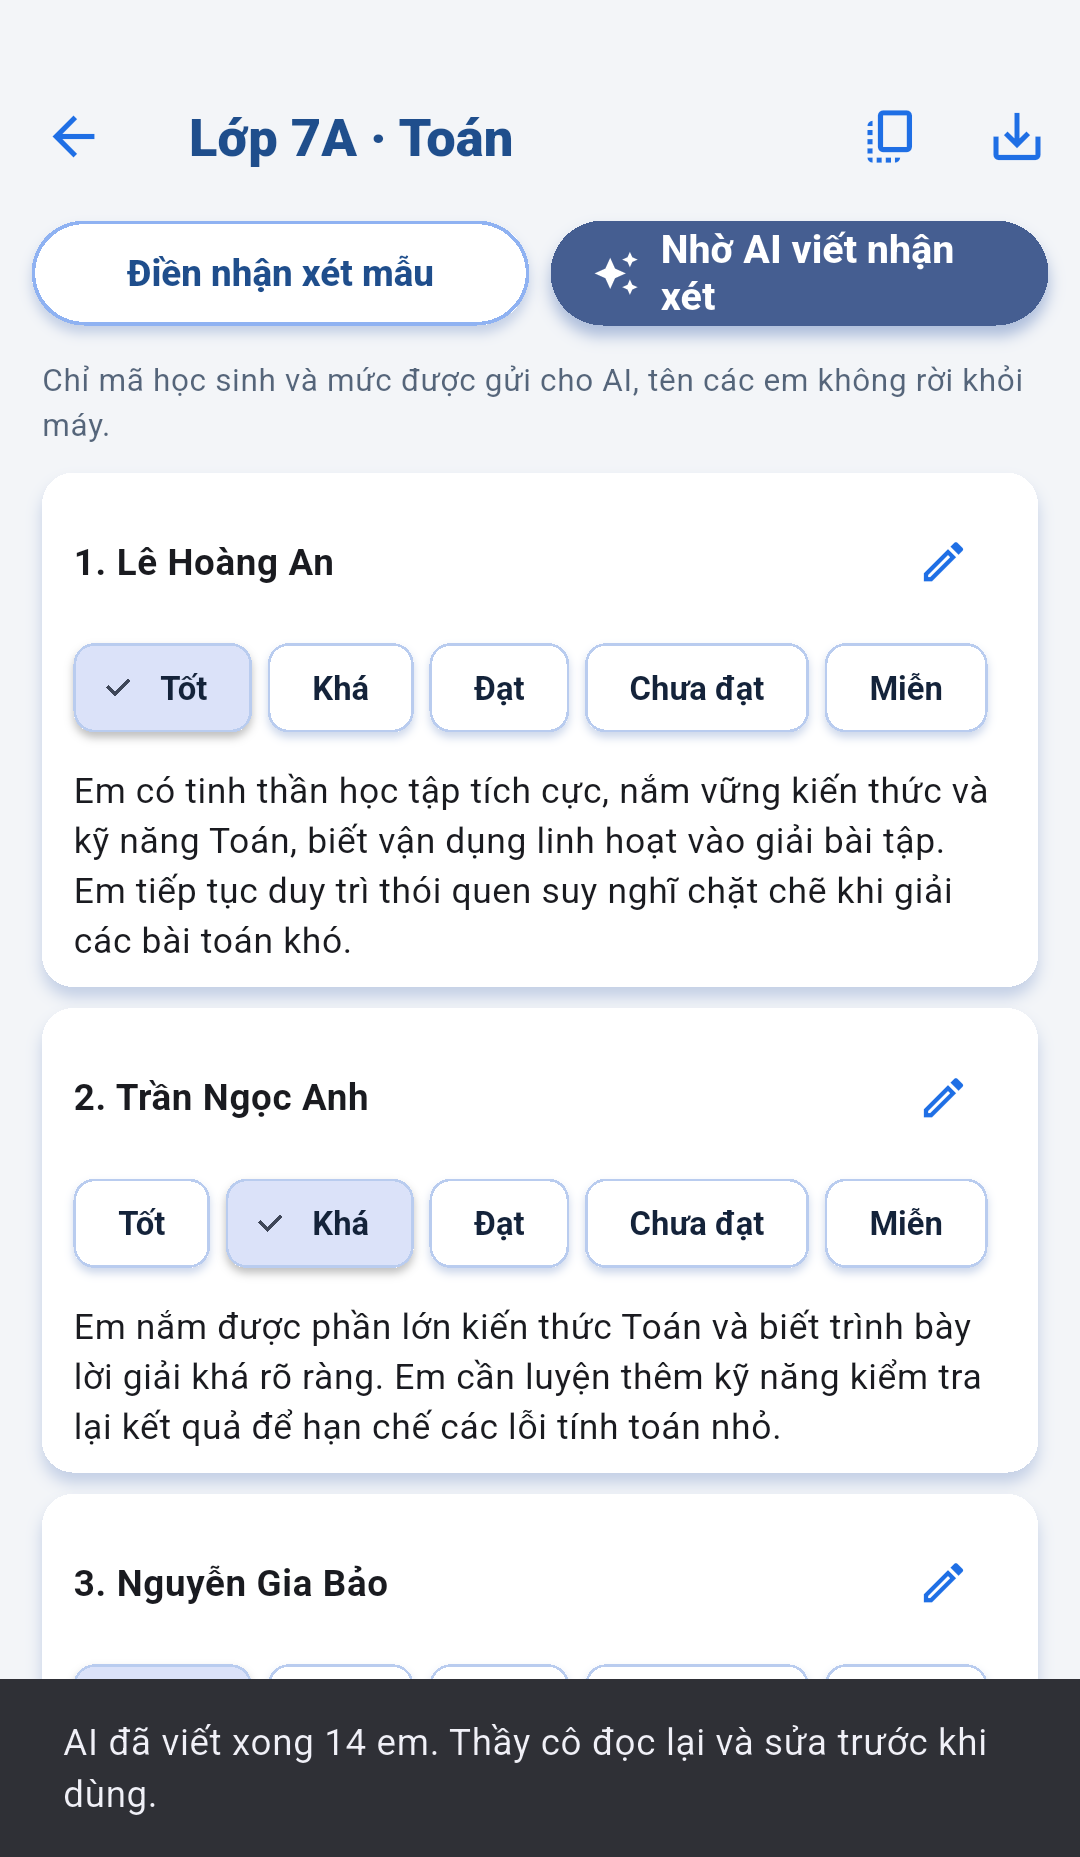 Lớp 7A · Toán
Điền nhận xét mẫu
Nhờ AI viết nhận
xét
Chỉ mã học sinh và mức được gửi cho AI, tên các em không rời khỏi
máy.
1. Lê Hoàng An
Tốt Khá Đạt Chưa đạt Miễn
Em có tinh thần học tập tích cực, nắm vững kiến thức và
kỹ năng Toán, biết vận dụng linh hoạt vào giải bài tập.
Em tiếp tục duy trì thói quen suy nghĩ chặt chẽ khi giải
các bài toán khó.
2. Trần Ngọc Anh
Tốt Khá Đạt Chưa đạt Miễn
Em nắm được phần lớn kiến thức Toán và biết trình bày
lời giải khá rõ ràng. Em cần luyện thêm kỹ năng kiểm tra
lại kết quả để hạn chế các lỗi tính toán nhỏ.
3. Nguyễn Gia Bảo
AI đã viết xong 14 em. Thầy cô đọc lại và sửa trước khi
dùng.